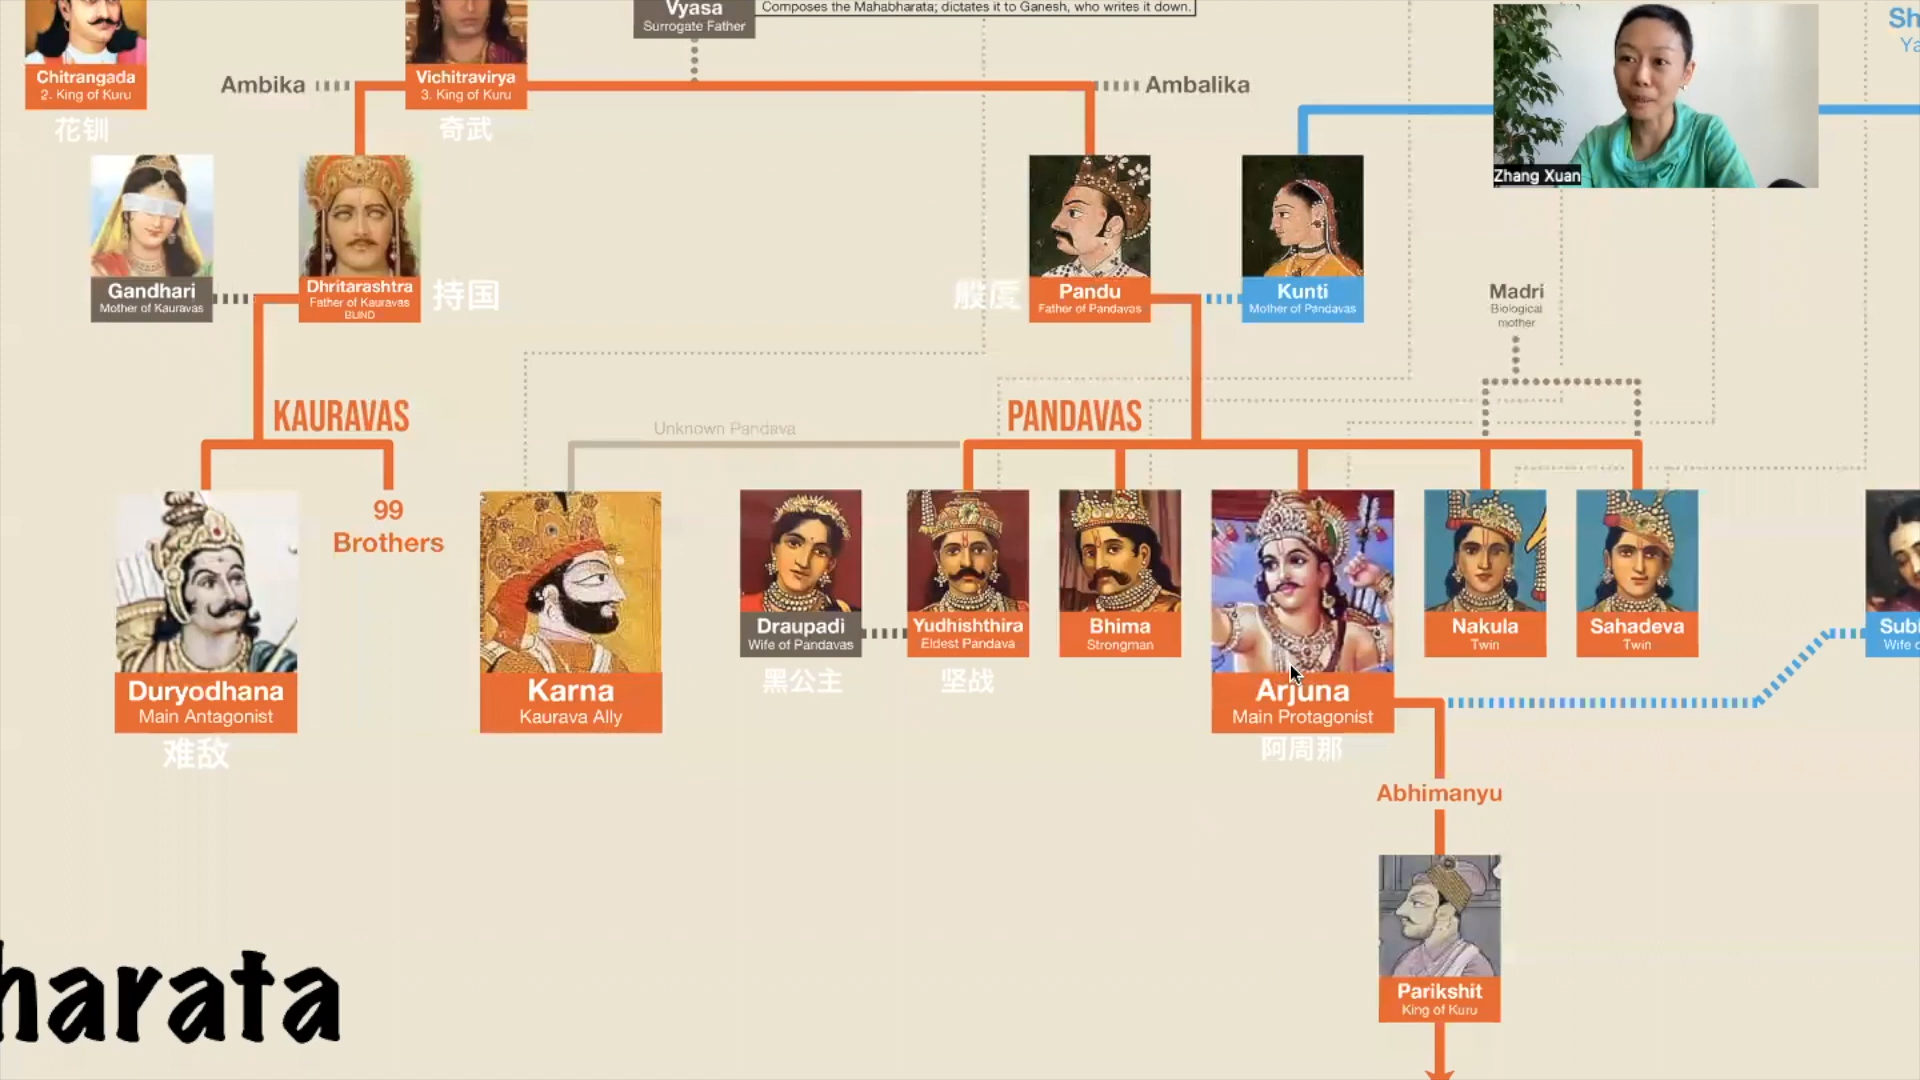 Vyasa
Surrogate Father
Composes the Mahabharata; dictates it to Ganesh, who writes it down.
Chitrangada
2. King of Kuru
花钏
Ambika
Vichitravirya
3. King of Kuru
奇武
Ambalika
Sh
Ya
Zhang Xuan
Gandhari
Mother of Kauravas
Dhritarashtra
Father of Kauravas
BLIND
持国
般度
Pandu
Father of Pandavas
Kunti
Mother of Pandavas
Madri
Biological
mother
KAURAVAS
Unknown Pandava
PANDAVAS
99
Brothers
Duryodhana
Main Antagonist
难敌
Karna
Kaurava Ally
Draupadi
Wife of Pandavas
黑公主
Yudhishthira
Eldest Pandava
坚战
Bhima
Strongman
Arjuna
Main Protagonist
阿周那
Nakula
Twin
Sahadeva
Twin
Sub
Wife
Abhimanyu
Parikshit
King of Kuru
harata